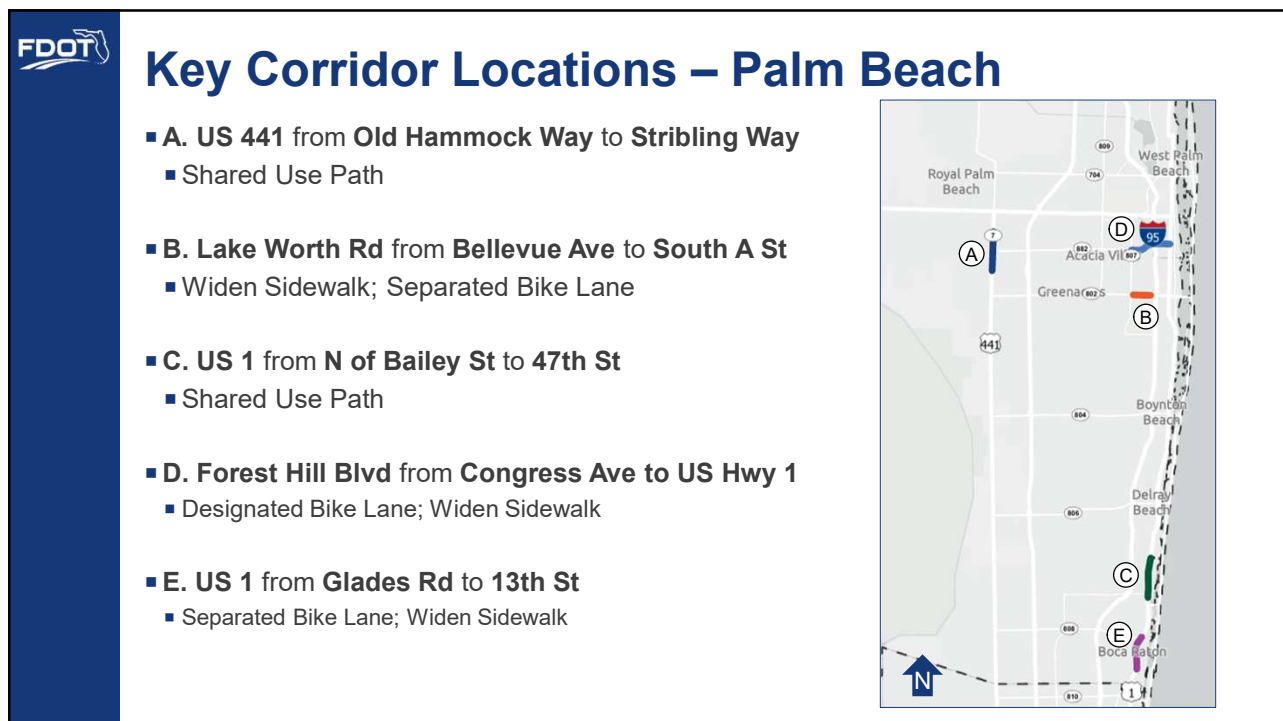 FDOT
Key Corridor Locations – Palm Beach
A. US 441 from Old Hammock Way to Stribling Way
Shared Use Path
B. Lake Worth Rd from Bellevue Ave to South A St
Widen Sidewalk; Separated Bike Lane
C. US 1 from N of Bailey St to 47th St
Shared Use Path
D. Forest Hill Blvd from Congress Ave to US Hwy 1
Designated Bike Lane; Widen Sidewalk
E. US 1 from Glades Rd to 13th St
Separated Bike Lane; Widen Sidewalk
809
West Palm
Beach
704
Royal Palm
Beach
D
7
95
A
882
Acacia Vil
807
Greenac s
802
B
441
Boynton
Beach
804
Delray
Beach
806
C
E
808
Boca Raton
N
810
1